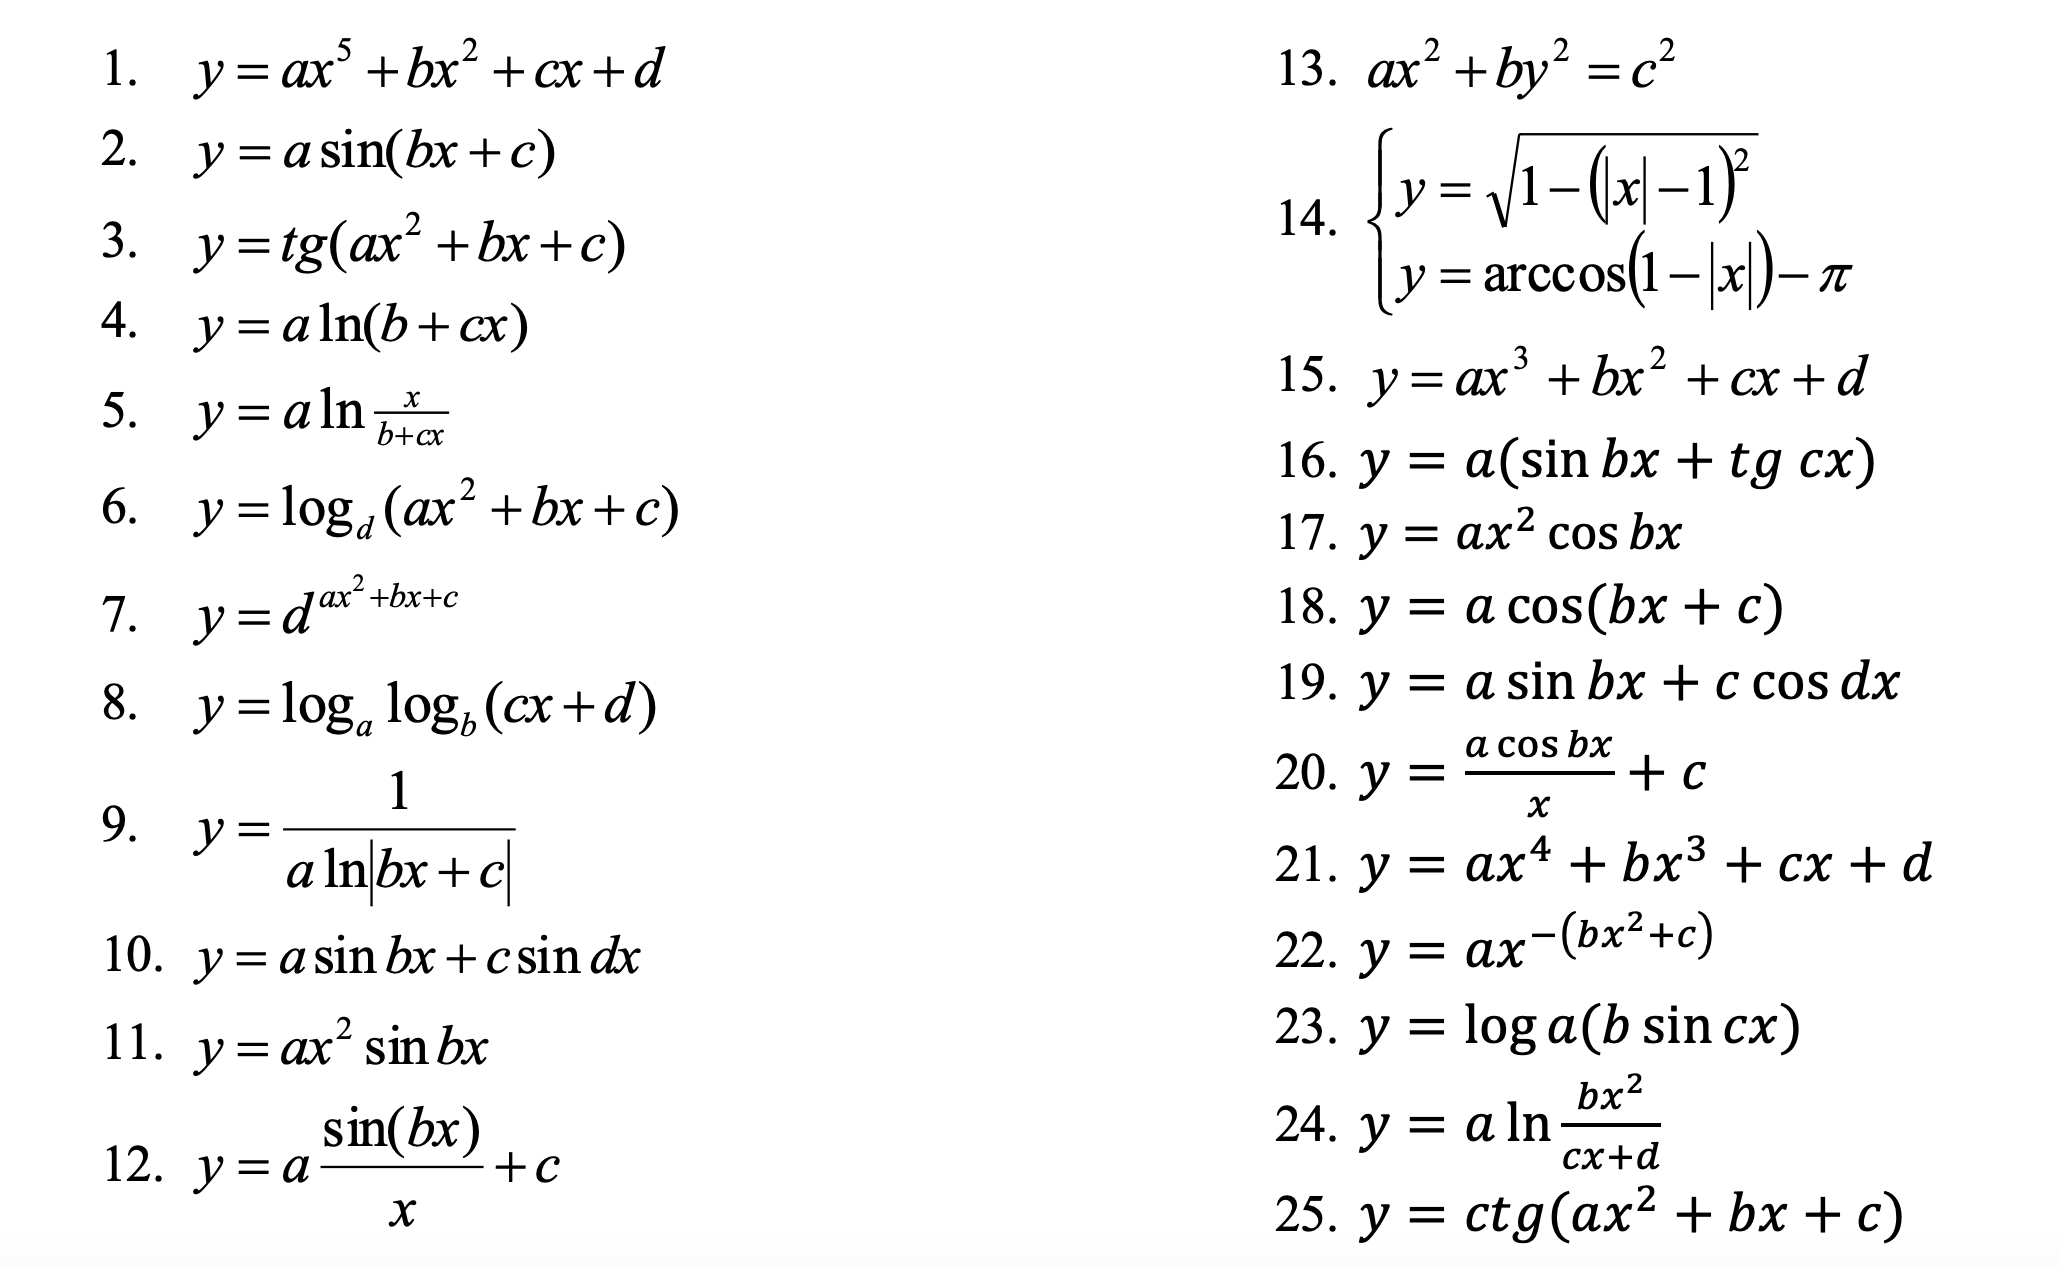 1. y = ax⁵ + bx² + cx + d
2. y = a sin(bx + c)
3. y = tg(ax² + bx + c)
4. y = a ln(b + cx)
5. y = a ln x/(b+cx)
6. y = log_d (ax² + bx + c)
7. y = d^(ax²+bx+c)
8. y = log_a log_b (cx + d)
9. y = 1/(a ln|bx + c|)
10. y = a sin bx + c sin dx
11. y = ax² sin bx
12. y = a sin(bx)/x + c
13. ax² + by² = c²
14. { y = √(1 − (|x| − 1)²)
y = arccos(1 − |x|) − π
15. y = ax³ + bx² + cx + d
16. y = a(sin bx + tg cx)
17. y = ax² cos bx
18. y = a cos(bx + c)
19. y = a sin bx + c cos dx
20. y = (a cos bx)/x + c
21. y = ax⁴ + bx³ + cx + d
22. y = ax^(−(bx²+c))
23. y = log a(b sin cx)
24. y = a ln bx²/(cx+d)
25. y = ctg(ax² + bx + c)